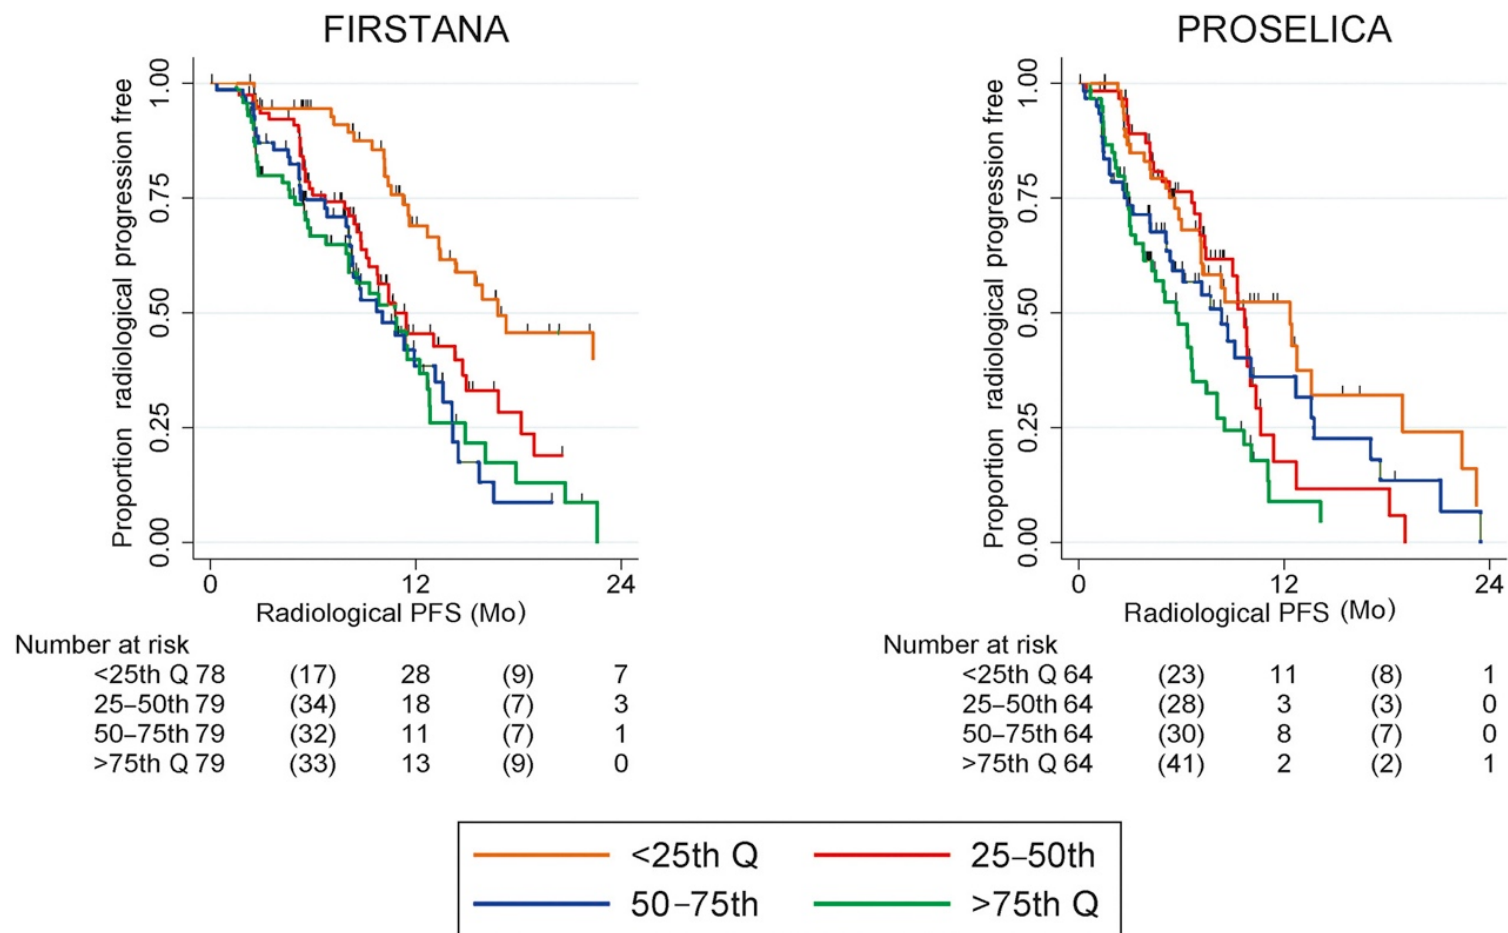 FIRSTANA
Proportion radiological progression free
1.00
0.75
0.50
0.25
0.00
0 12 24
Radiological PFS (Mo)
Number at risk
<25th Q 78 (17) 28 (9) 7
25–50th 79 (34) 18 (7) 3
50–75th 79 (32) 11 (7) 1
>75th Q 79 (33) 13 (9) 0
PROSELICA
Proportion radiological progression free
1.00
0.75
0.50
0.25
0.00
0 12 24
Radiological PFS (Mo)
Number at risk
<25th Q 64 (23) 11 (8) 1
25–50th 64 (28) 3 (3) 0
50–75th 64 (30) 8 (7) 0
>75th Q 64 (41) 2 (2) 1
<25th Q 25–50th
50–75th >75th Q